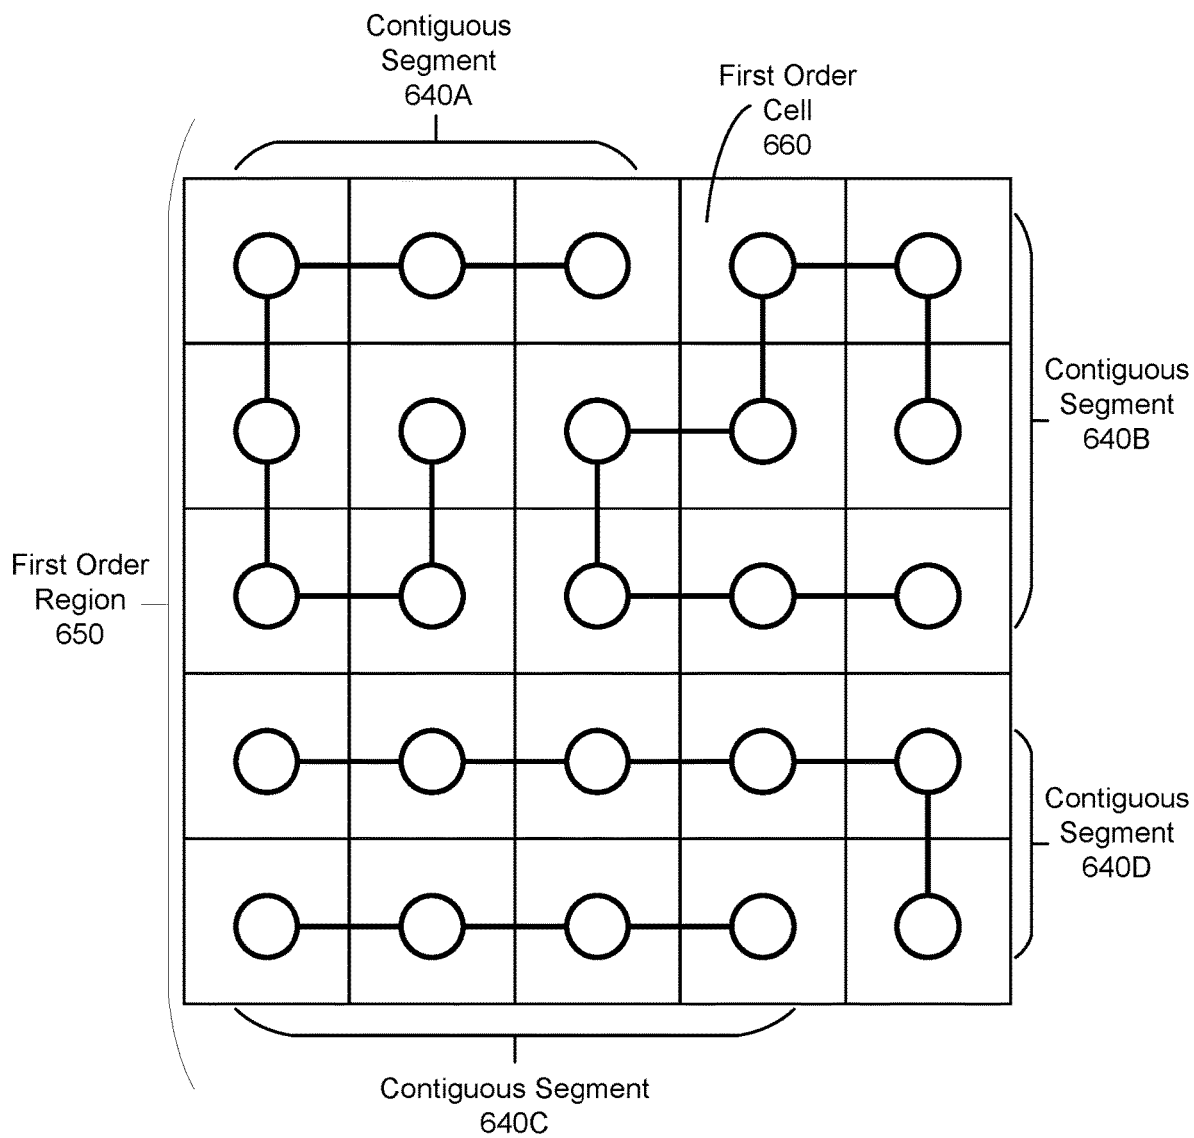 Contiguous
Segment
640A
First Order
Cell
660
Contiguous
Segment
640B
First Order
Region
650
Contiguous
Segment
640D
Contiguous Segment
640C